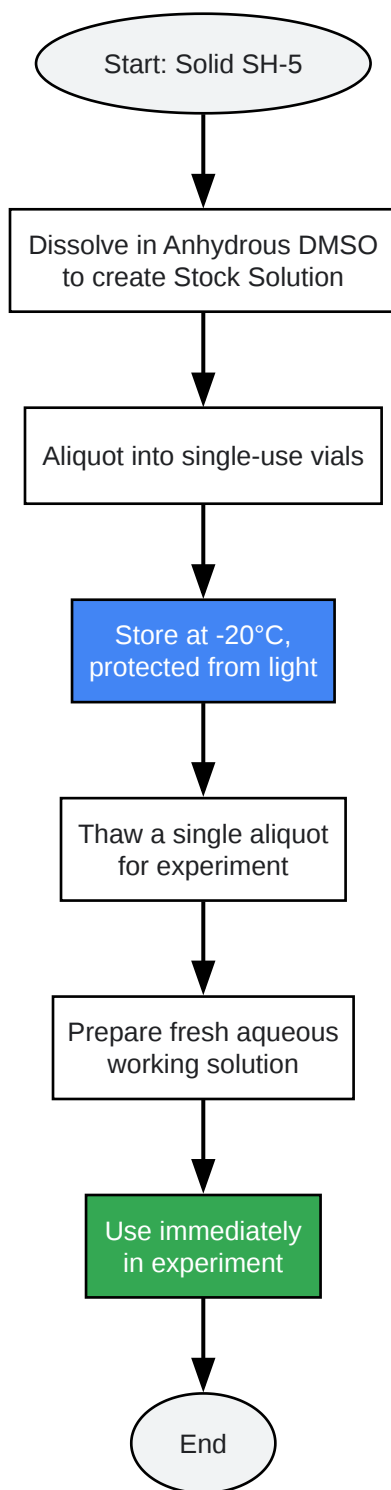 Start: Solid SH-5
Dissolve in Anhydrous DMSO
to create Stock Solution
Aliquot into single-use vials
Store at -20°C,
protected from light
Thaw a single aliquot
for experiment
Prepare fresh aqueous
working solution
Use immediately
in experiment
End